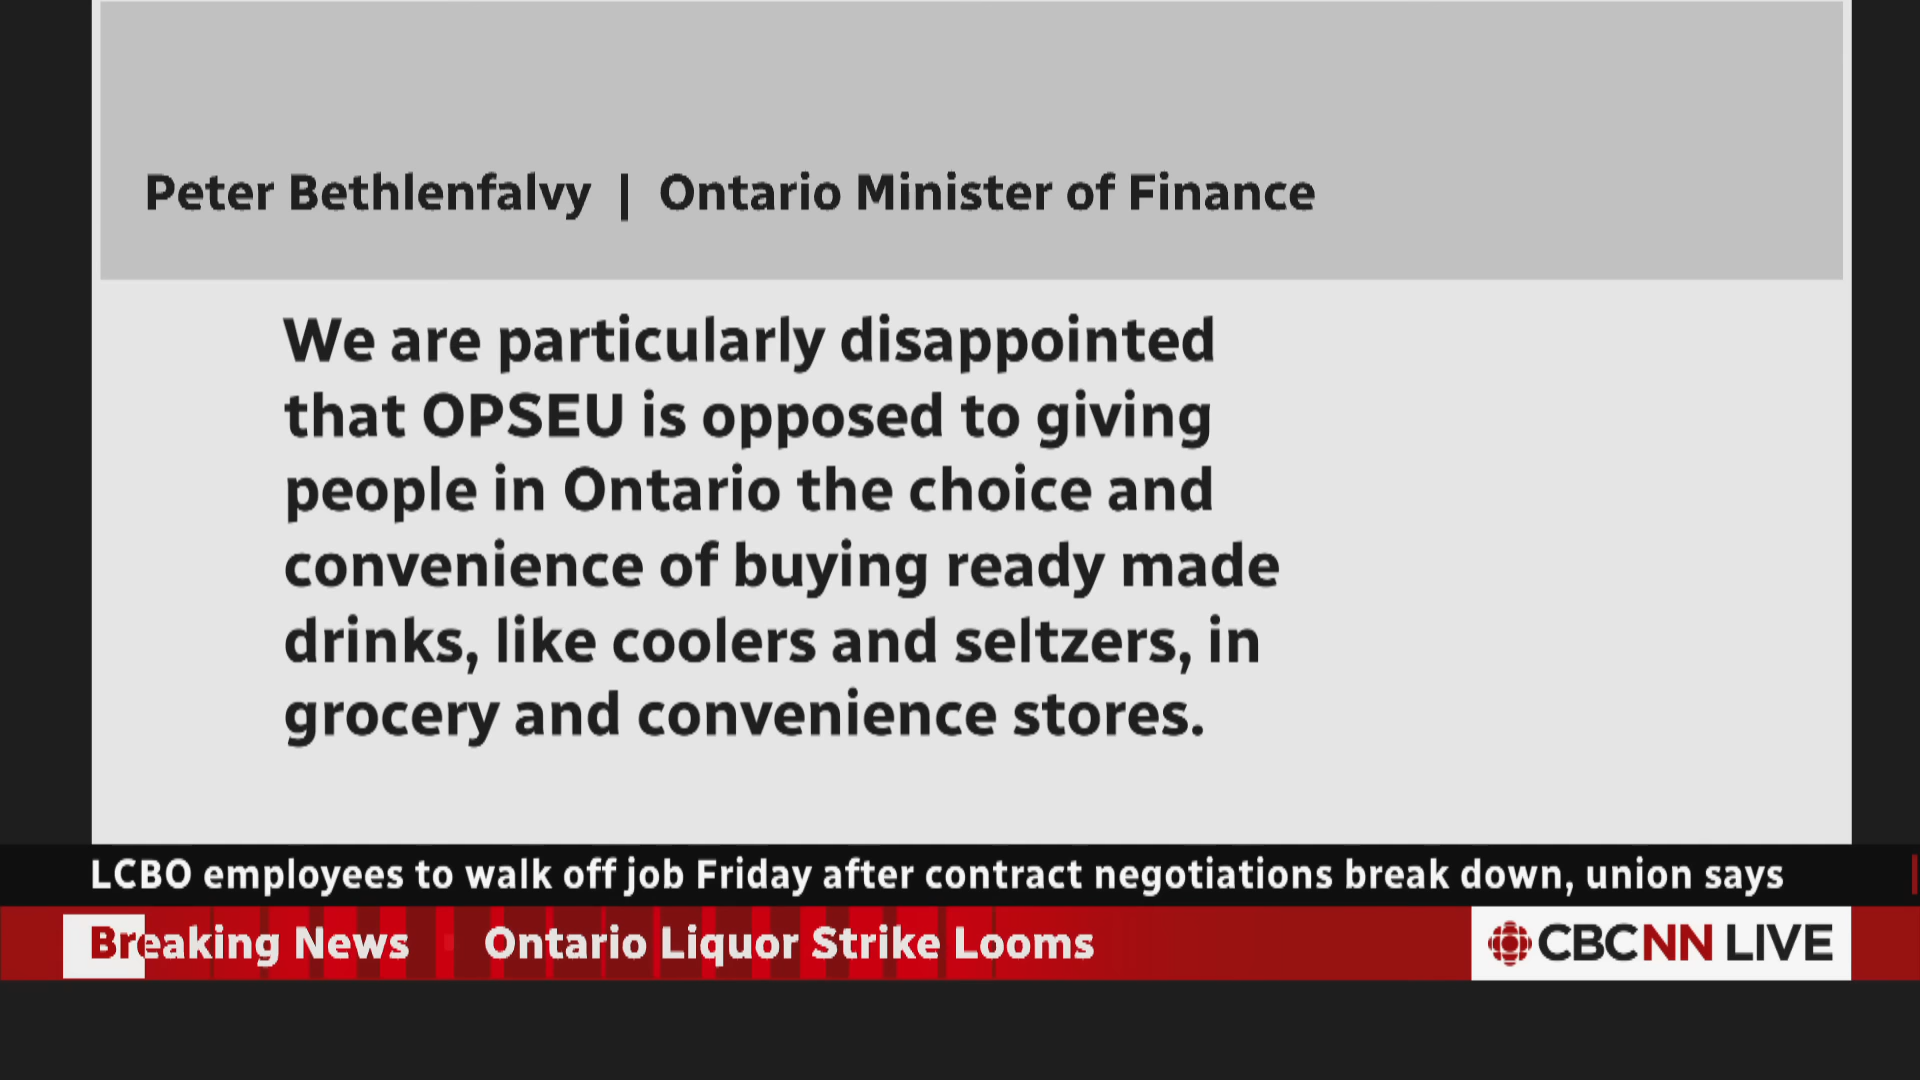 Peter Bethlenfalvy | Ontario Minister of Finance
We are particularly disappointed
that OPSEU is opposed to giving
people in Ontario the choice and
convenience of buying ready made
drinks, like coolers and seltzers, in
grocery and convenience stores.
LCBO employees to walk off job Friday after contract negotiations break down, union says
Breaking News Ontario Liquor Strike Looms
CBCNN LIVE